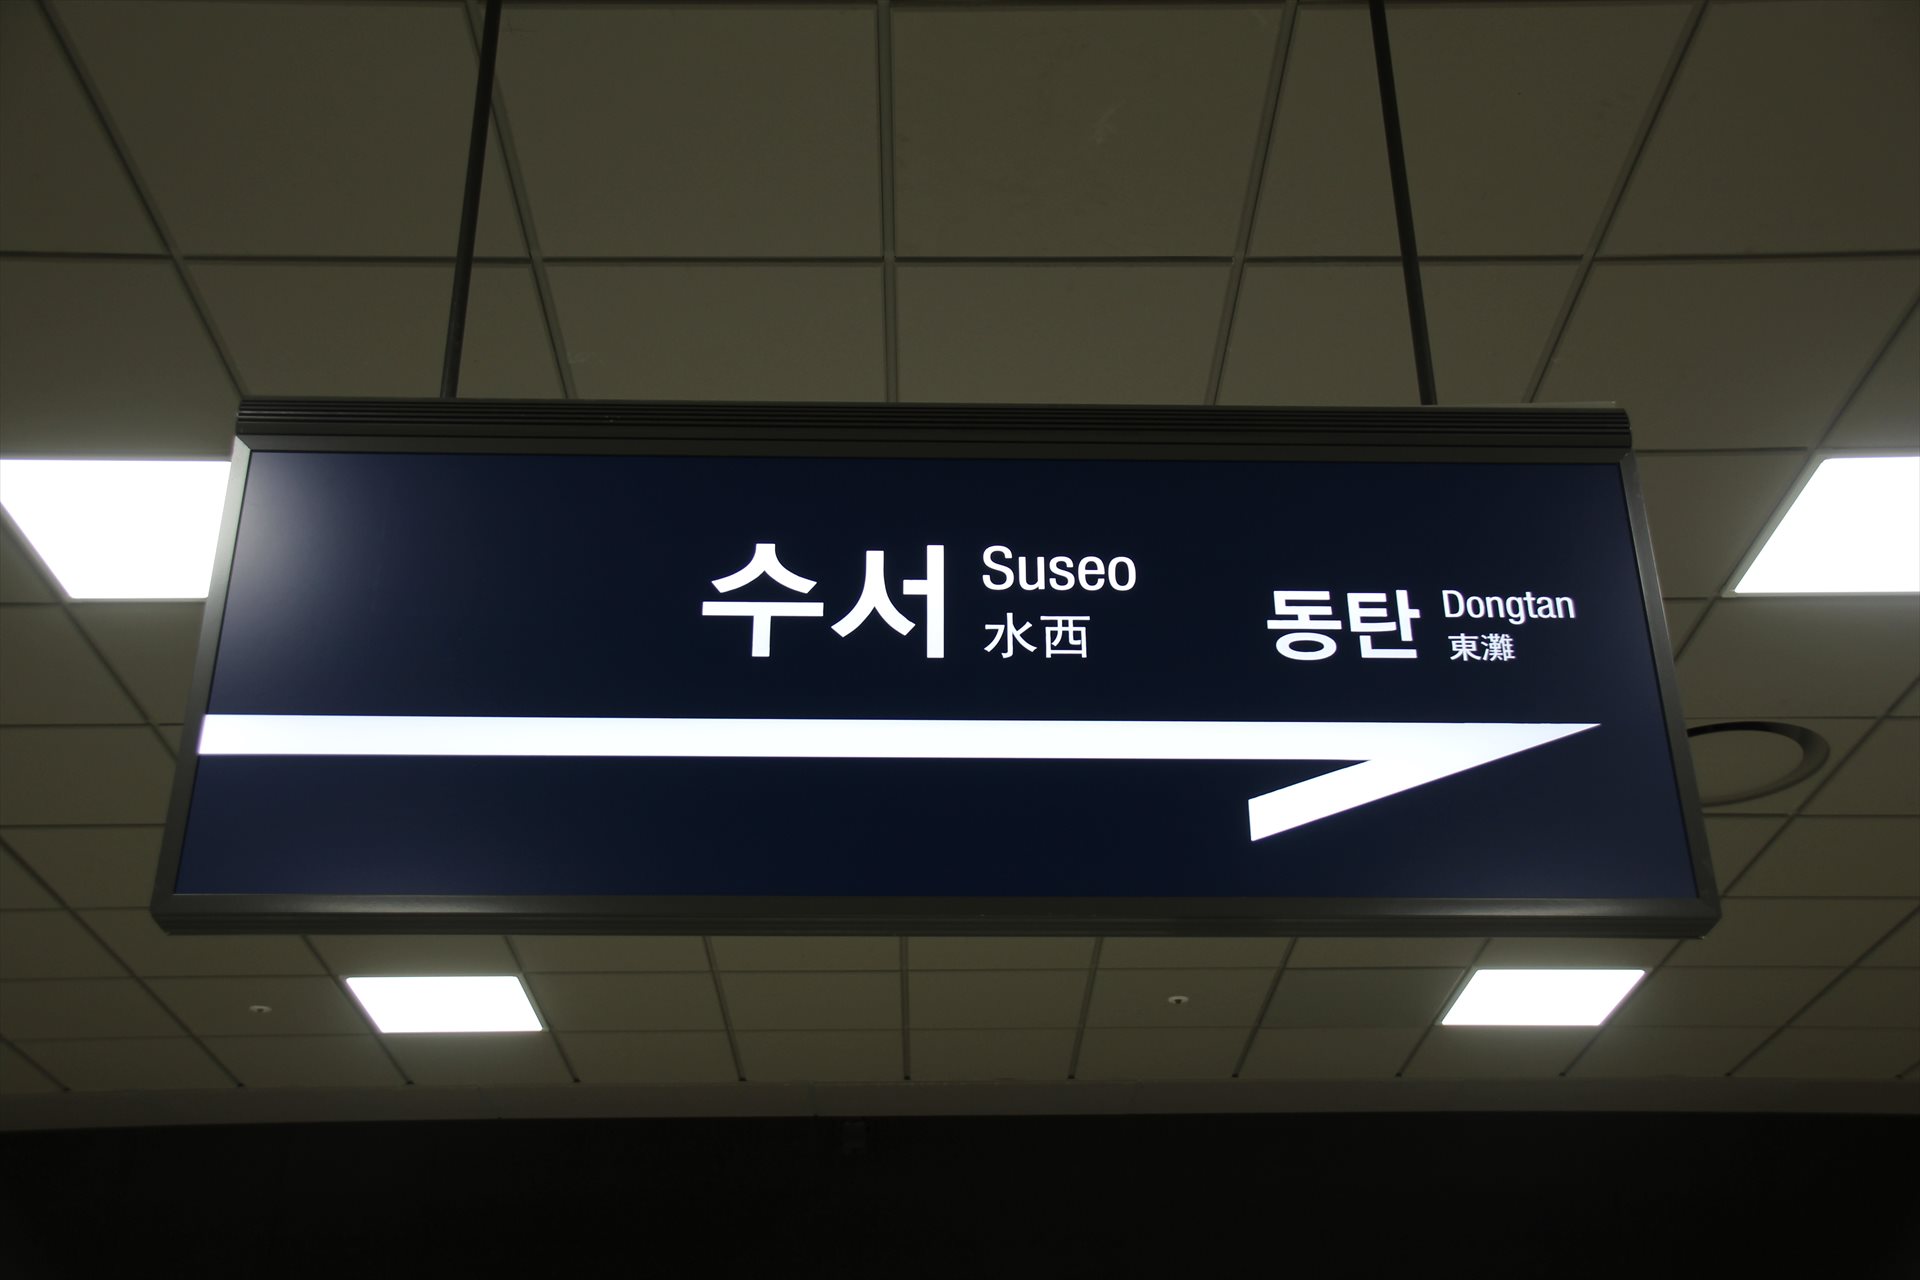 수서
Suseo
水西
동탄
Dongtan
東灘